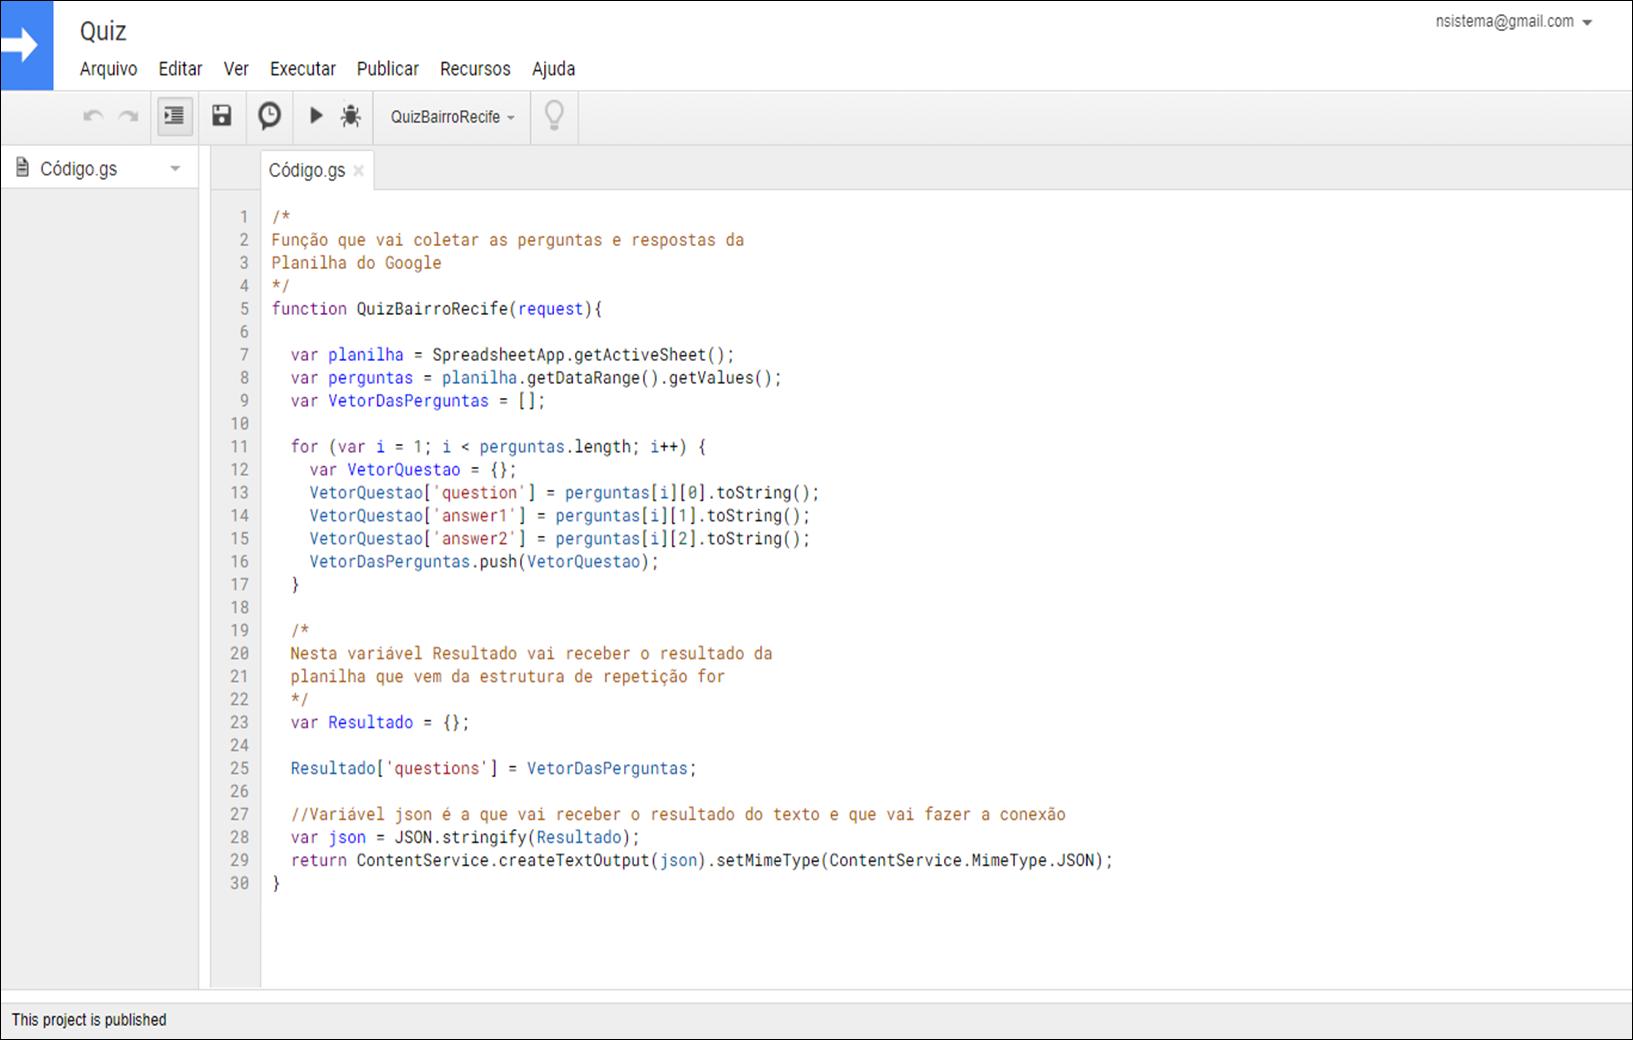 Quiz
nsistema@gmail.com
Arquivo Editar Ver Executar Publicar Recursos Ajuda
QuizBairroRecife
Código.gs
Código.gs ×
1 /*
2 Função que vai coletar as perguntas e respostas da
3 Planilha do Google
4 */
5 function QuizBairroRecife(request){
6
7 var planilha = SpreadsheetApp.getActiveSheet();
8 var perguntas = planilha.getDataRange().getValues();
9 var VetorDasPerguntas = [];
10
11 for (var i = 1; i < perguntas.length; i++) {
12 var VetorQuestao = {};
13 VetorQuestao['question'] = perguntas[i][0].toString();
14 VetorQuestao['answer1'] = perguntas[i][1].toString();
15 VetorQuestao['answer2'] = perguntas[i][2].toString();
16 VetorDasPerguntas.push(VetorQuestao);
17 }
18
19 /*
20 Nesta variável Resultado vai receber o resultado da
21 planilha que vem da estrutura de repetição for
22 */
23 var Resultado = {};
24
25 Resultado['questions'] = VetorDasPerguntas;
26
27 //Variável json é a que vai receber o resultado do texto e que vai fazer a conexão
28 var json = JSON.stringify(Resultado);
29 return ContentService.createTextOutput(json).setMimeType(ContentService.MimeType.JSON);
30 }
This project is published